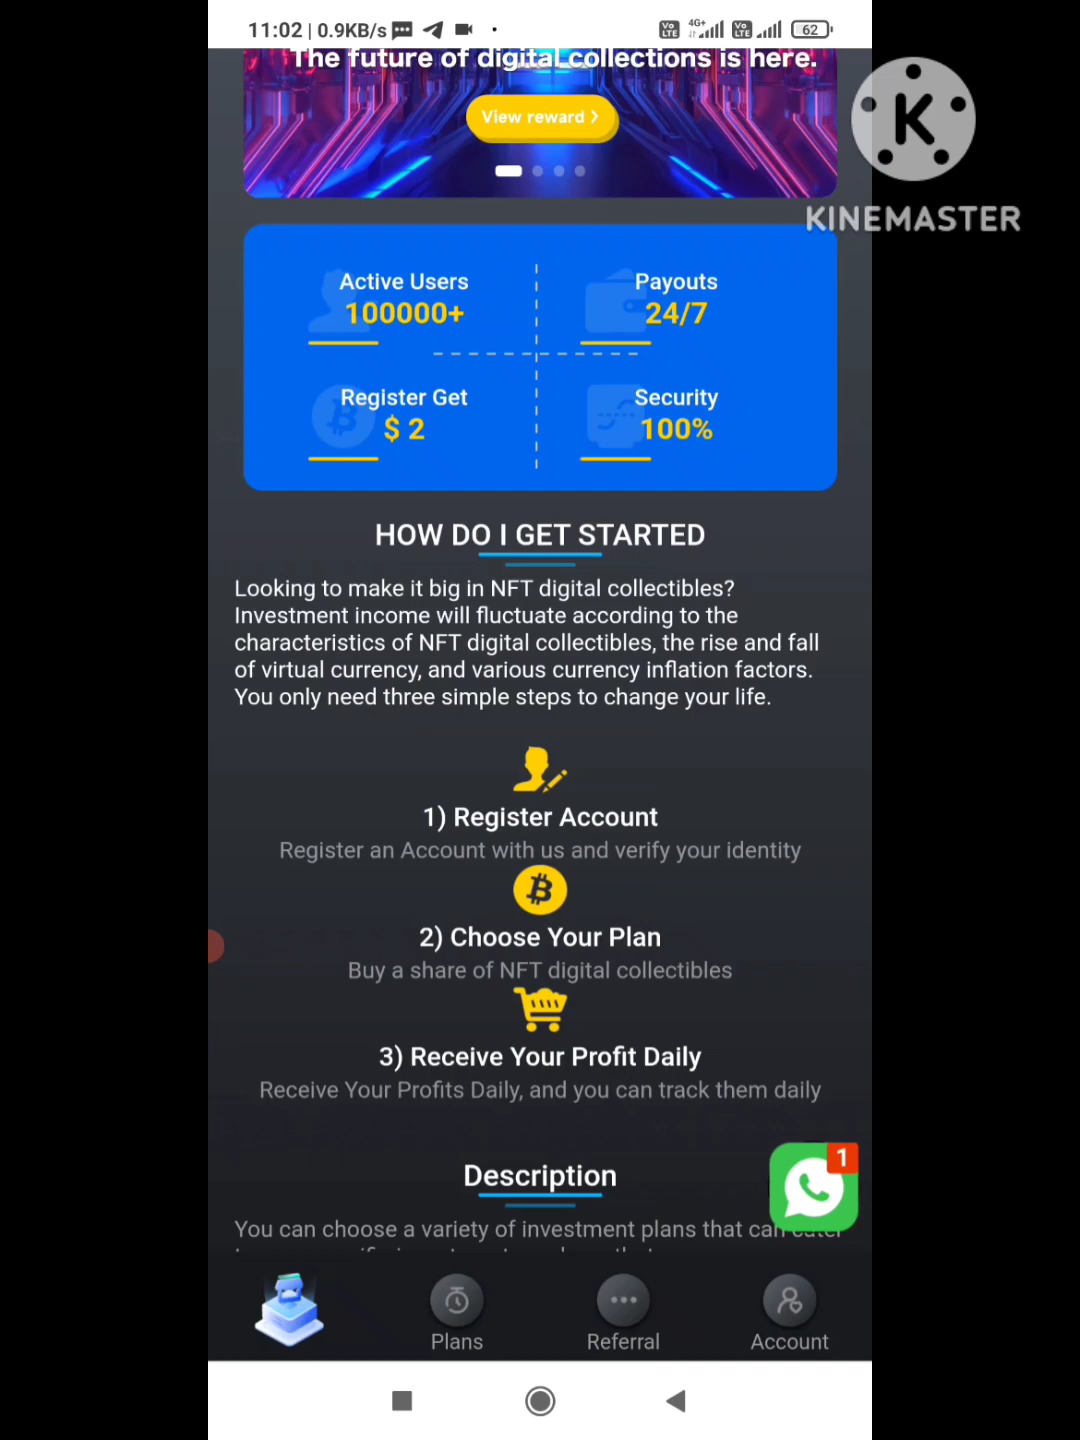 11:02 | 0.9KB/s
Vo LTE 4G+ Vo LTE 62
The future of digital collections is here.
View reward >
K
KINEMASTER
Active Users
100000+
Payouts
24/7
Register Get
$ 2
Security
100%
HOW DO I GET STARTED
Looking to make it big in NFT digital collectibles?
Investment income will fluctuate according to the
characteristics of NFT digital collectibles, the rise and fall
of virtual currency, and various currency inflation factors.
You only need three simple steps to change your life.
1) Register Account
Register an Account with us and verify your identity
2) Choose Your Plan
Buy a share of NFT digital collectibles
3) Receive Your Profit Daily
Receive Your Profits Daily, and you can track them daily
1
Description
You can choose a variety of investment plans that can cater
Plans
Referral
Account